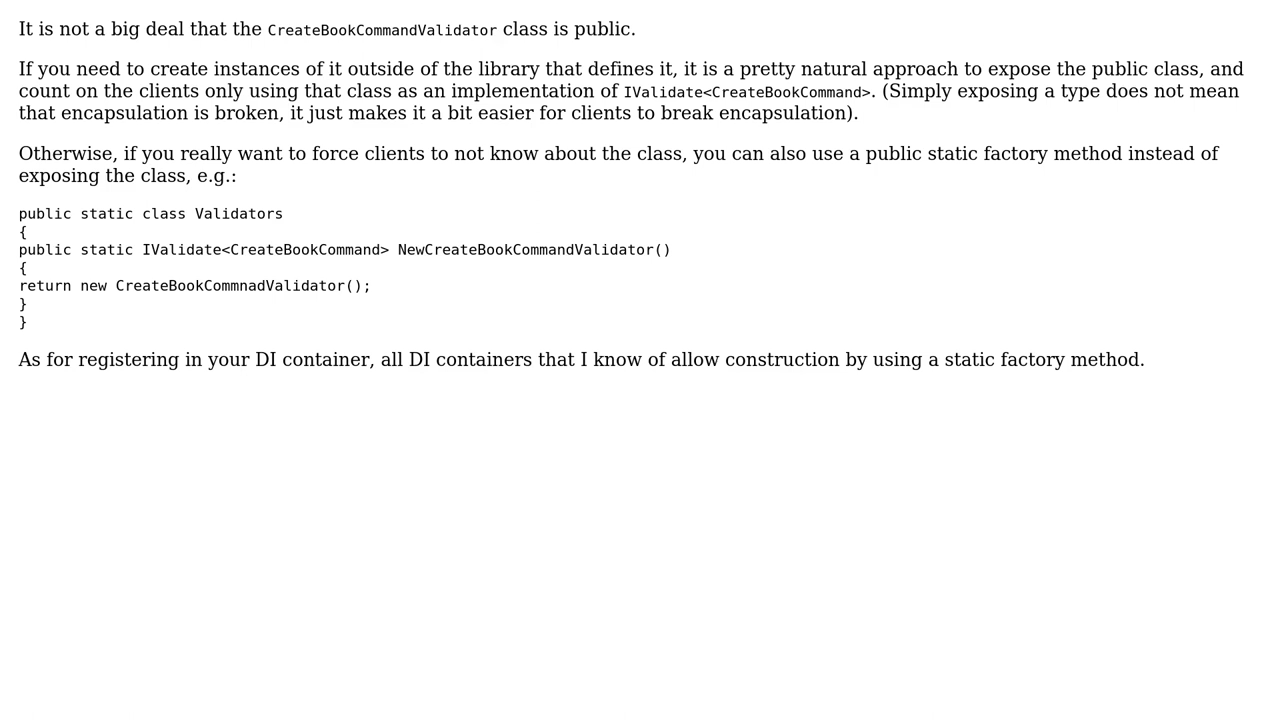 It is not a big deal that the CreateBookCommandValidator class is public.
If you need to create instances of it outside of the library that defines it, it is a pretty natural approach to expose the public class, and
count on the clients only using that class as an implementation of IValidate<CreateBookCommand>. (Simply exposing a type does not mean
that encapsulation is broken, it just makes it a bit easier for clients to break encapsulation).
Otherwise, if you really want to force clients to not know about the class, you can also use a public static factory method instead of
exposing the class, e.g.:
public static class Validators
{
public static IValidate<CreateBookCommand> NewCreateBookCommandValidator()
{
return new CreateBookCommnadValidator();
}
}
As for registering in your DI container, all DI containers that I know of allow construction by using a static factory method.